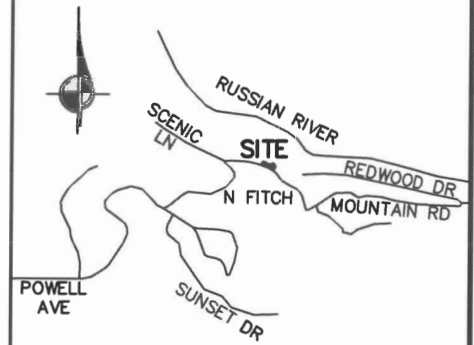 RUSSIAN RIVER
SCENIC
LN
SITE
REDWOOD DR
N FITCH
MOUNTAIN RD
POWELL
AVE
SUNSET DR